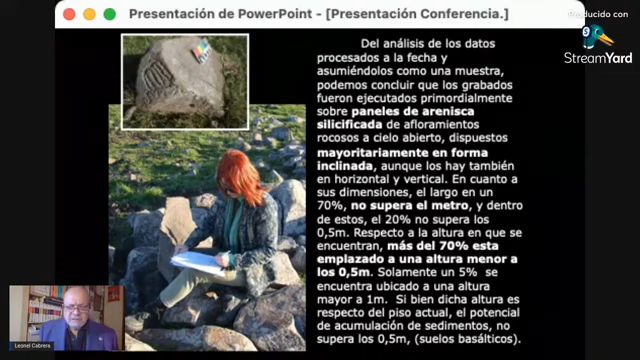 Presentación de PowerPoint - [Presentación Conferencia.]
Producido con
StreamYard
Del análisis de los datos
procesados a la fecha y
asumiéndolos como una muestra,
podemos concluir que los grabados
fueron ejecutados primordialmente
sobre paneles de arenisca
silicificada de afloramientos
rocosos a cielo abierto, dispuestos
mayoritariamente en forma
inclinada, aunque los hay también
en horizontal y vertical. En cuanto a
sus dimensiones, el largo en un
70%, no supera el metro, y dentro
de estos, el 20% no supera los
0,5m. Respecto a la altura en que se
encuentran, más del 70% esta
emplazado a una altura menor a
los 0,5m. Solamente un 5% se
encuentra ubicado a una altura
mayor a 1m. Si bien dicha altura es
respecto del piso actual, el potencial
de acumulación de sedimentos, no
supera los 0,5m, (suelos basálticos).
Leonel Cabrera